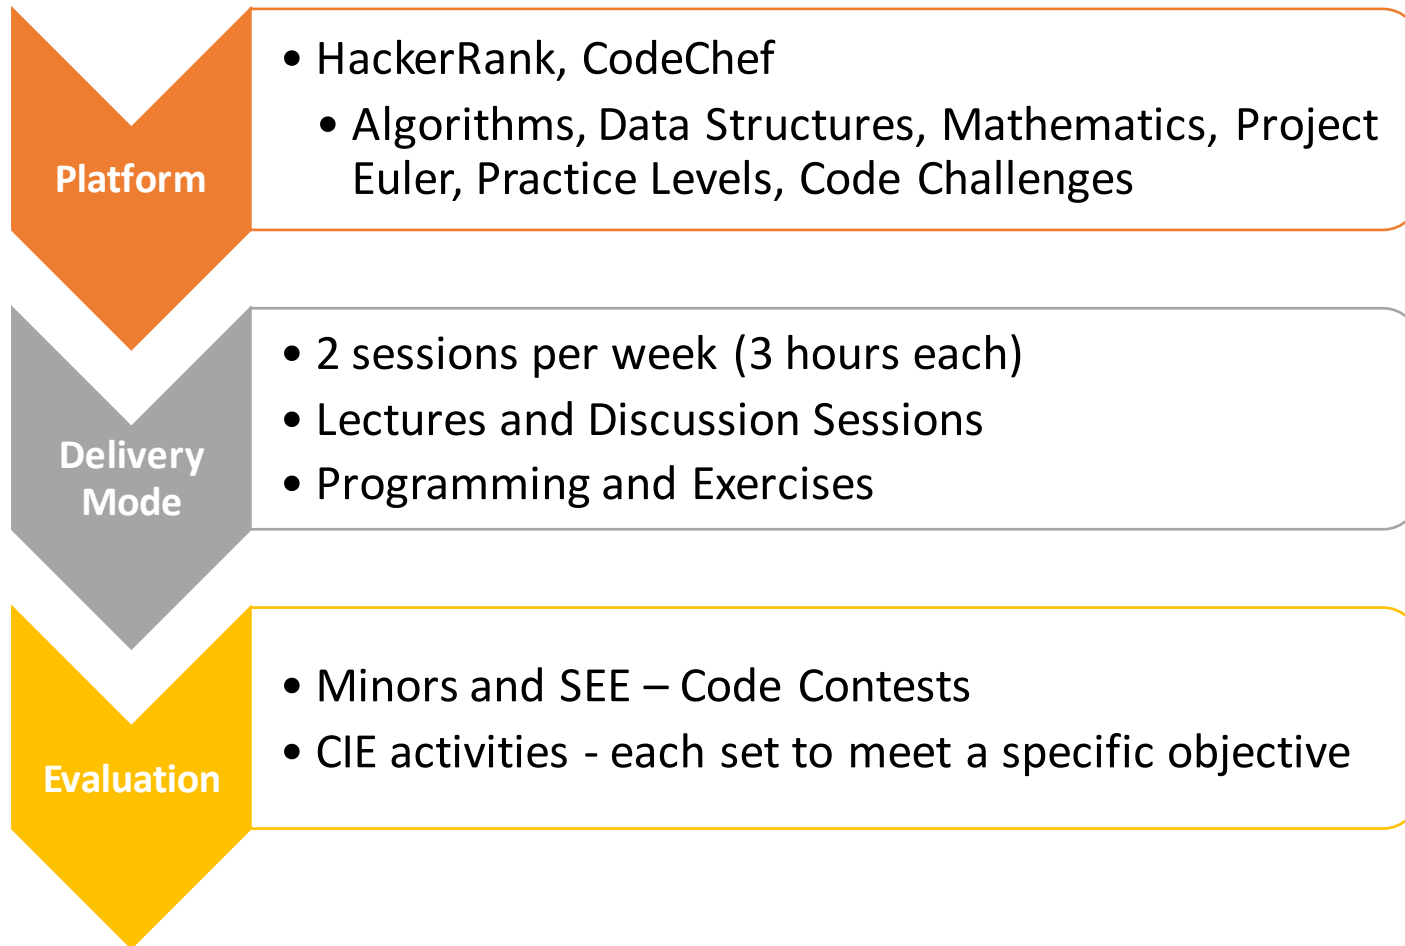 Platform
• HackerRank, CodeChef
• Algorithms, Data Structures, Mathematics, Project
Euler, Practice Levels, Code Challenges
Delivery
Mode
• 2 sessions per week (3 hours each)
• Lectures and Discussion Sessions
• Programming and Exercises
Evaluation
• Minors and SEE – Code Contests
• CIE activities - each set to meet a specific objective